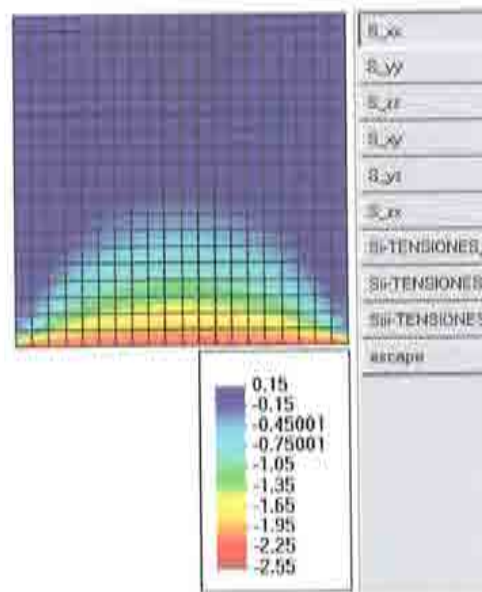 S_xx
S_yy
S_zz
S_xy
S_yz
S_zx
Si-TENSIONES_
Sii-TENSIONES
Siii-TENSIONES
escape
0.15
-0.15
-0.45001
-0.75001
-1.05
-1.35
-1.65
-1.95
-2.25
-2.55